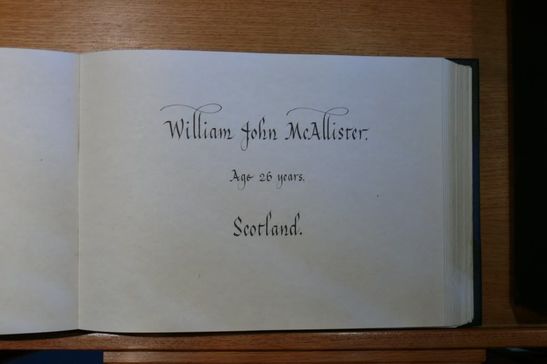 William John McAllister.
Age 26 years.
Scotland.